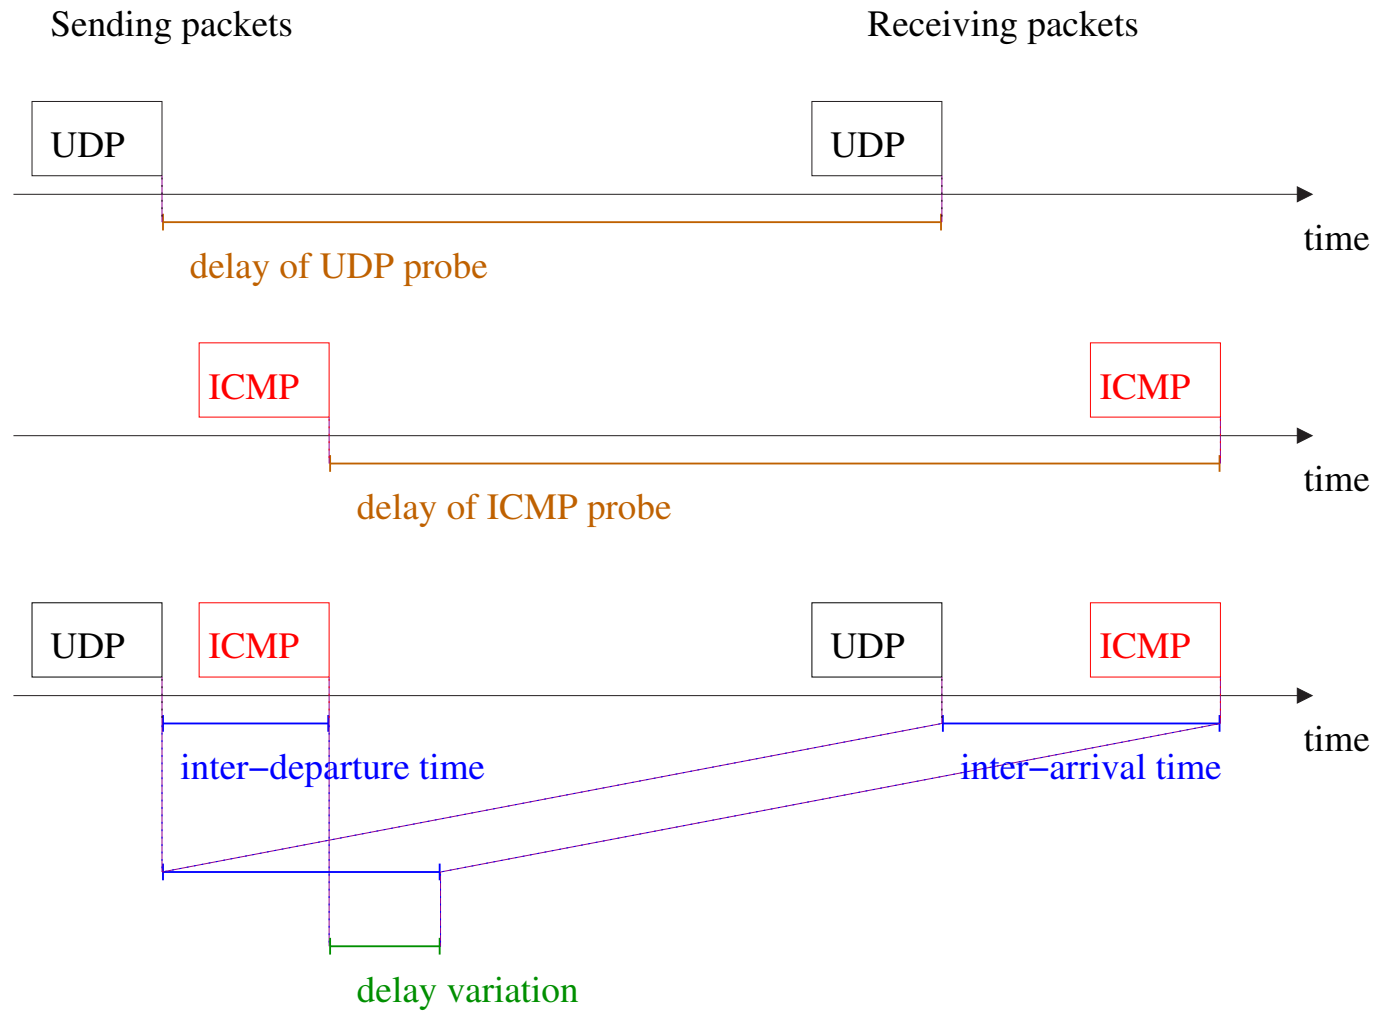 Sending packets
Receiving packets
UDP
UDP
time
delay of UDP probe
ICMP
ICMP
time
delay of ICMP probe
UDP
ICMP
UDP
ICMP
time
inter−departure time
inter−arrival time
delay variation